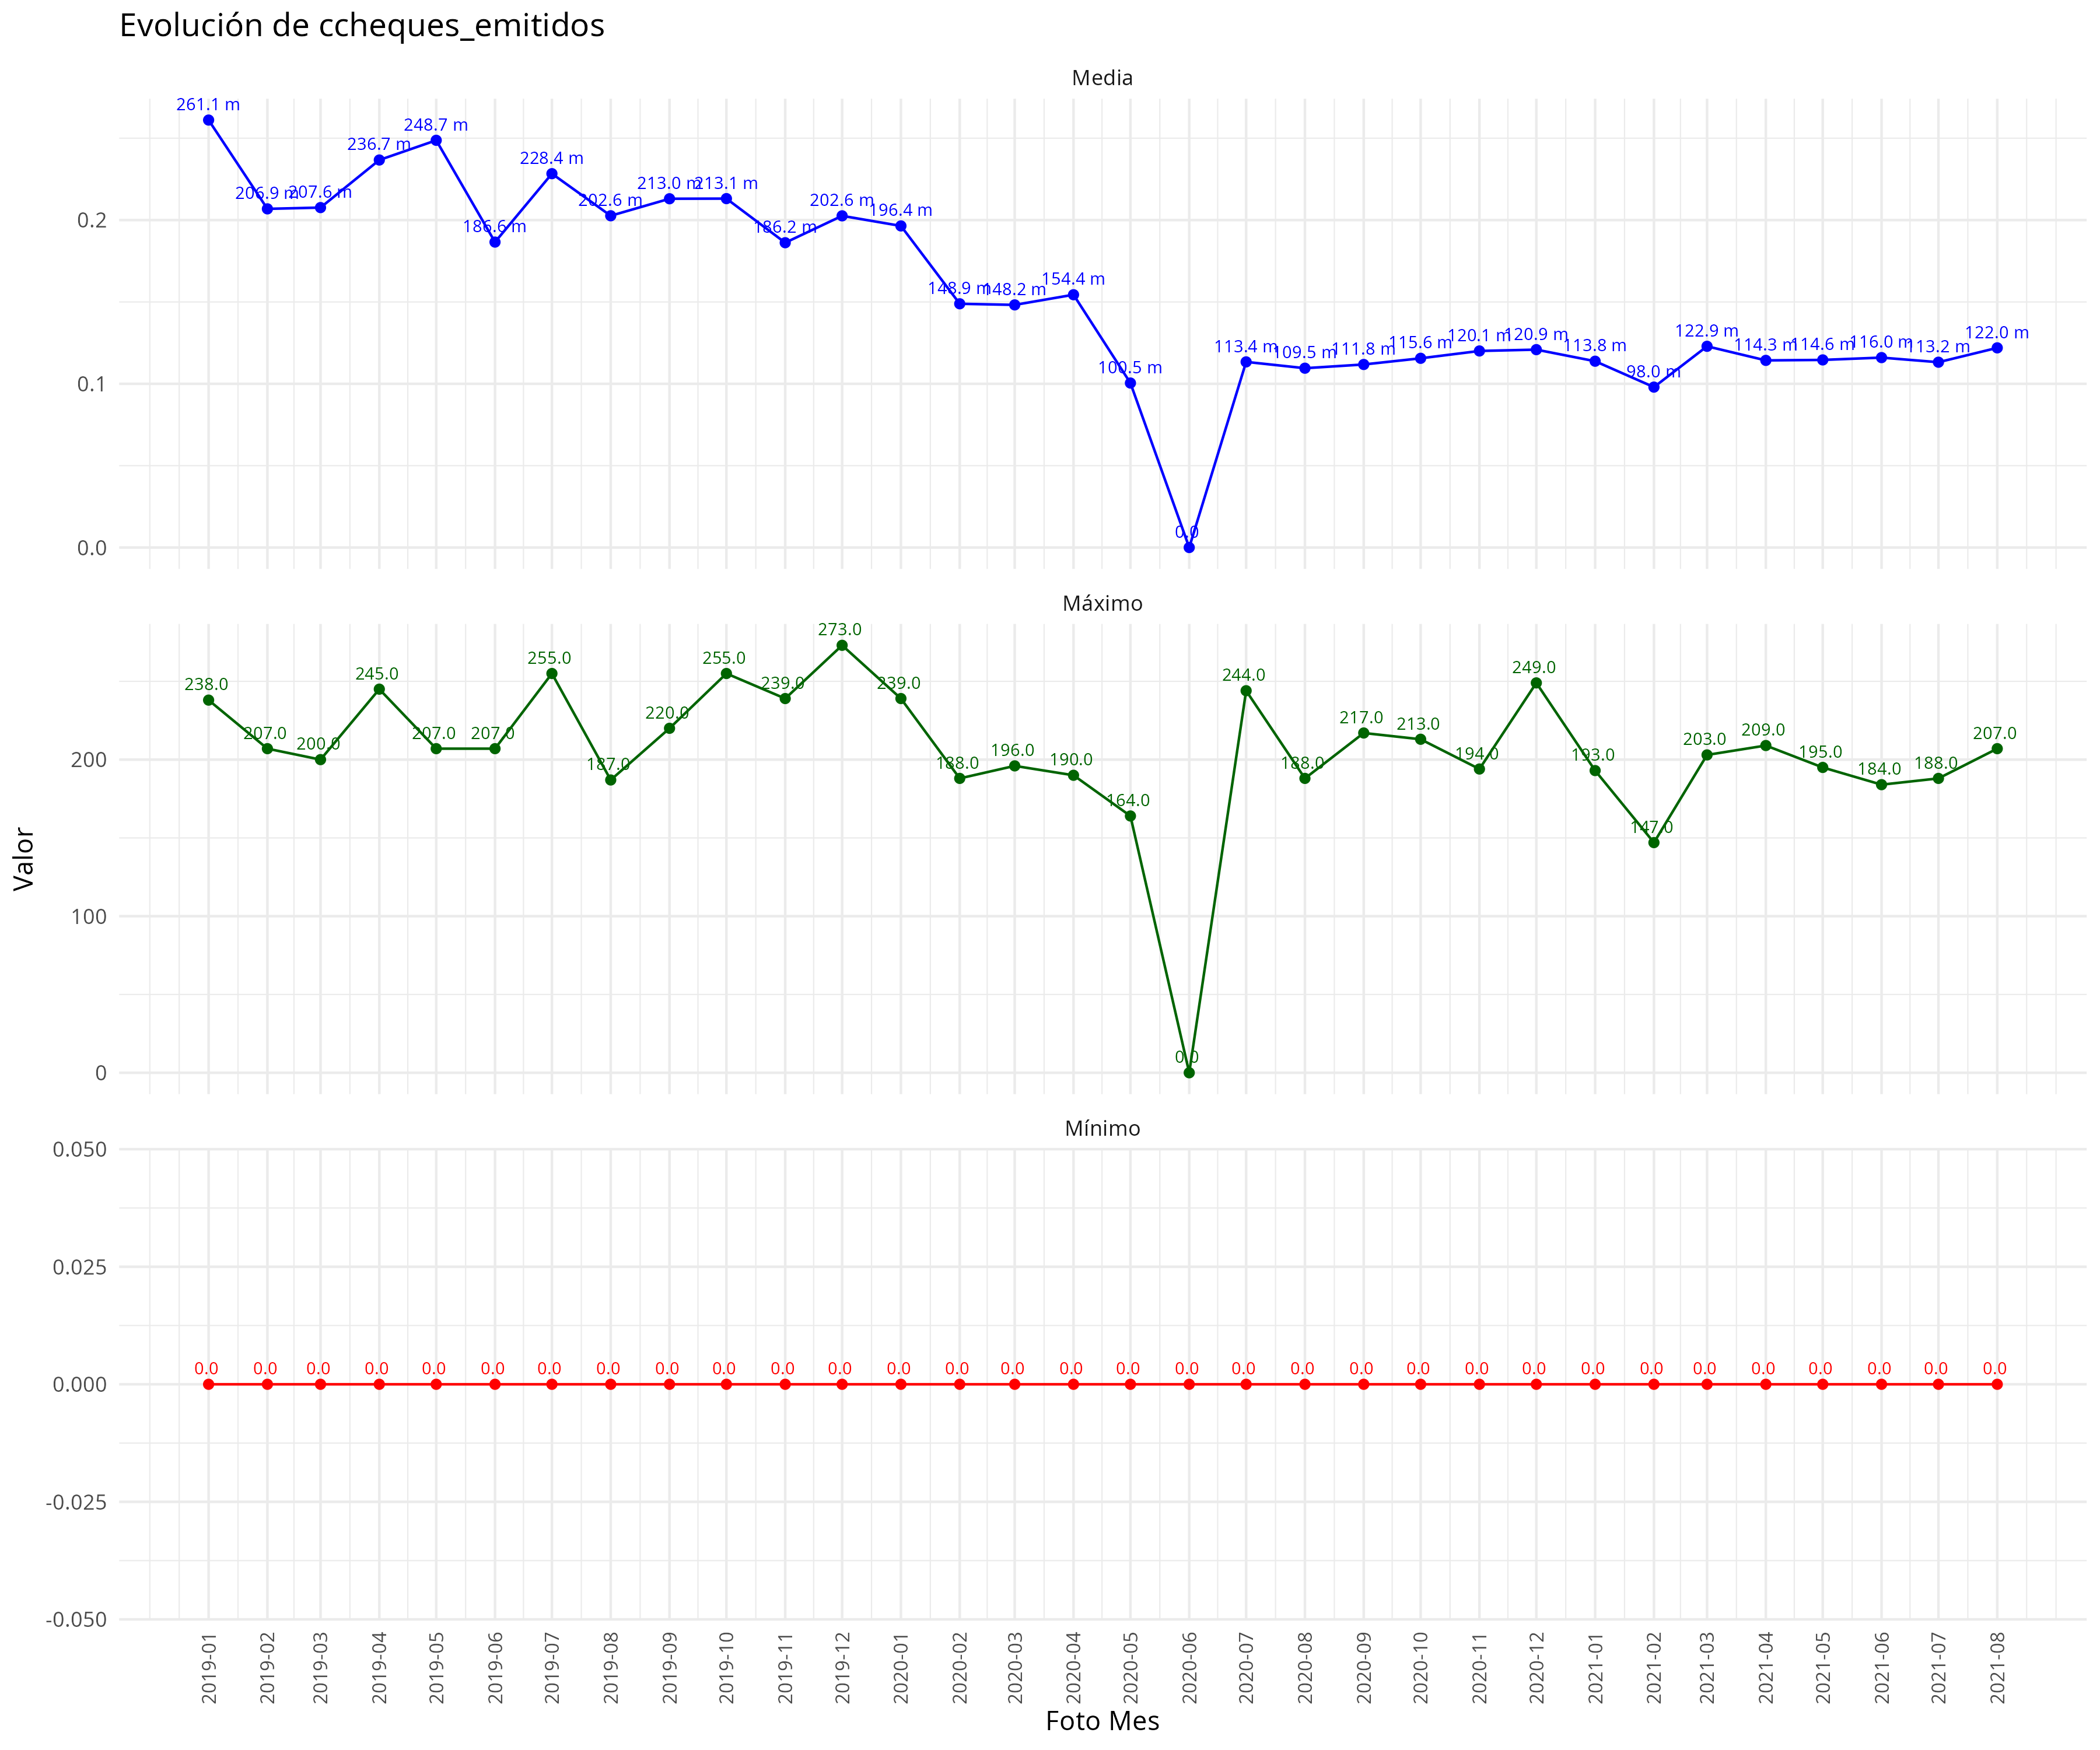 Evolución de ccheques_emitidos
Media
261.1 m 206.9 m 207.6 m 236.7 m 248.7 m 186.6 m 228.4 m 202.6 m 213.0 m 213.1 m 186.2 m 202.6 m 196.4 m 148.9 m 148.2 m 154.4 m 100.5 m 0.0 113.4 m 109.5 m 111.8 m 115.6 m 120.1 m 120.9 m 113.8 m 98.0 m 122.9 m 114.3 m 114.6 m 116.0 m 113.2 m 122.0 m
0.2
0.1
0.0
Máximo
238.0 207.0 200.0 245.0 207.0 207.0 255.0 187.0 220.0 255.0 239.0 273.0 239.0 188.0 196.0 190.0 164.0 0.0 244.0 188.0 217.0 213.0 194.0 249.0 193.0 147.0 203.0 209.0 195.0 184.0 188.0 207.0
200
100
0
Valor
Mínimo
0.050
0.025
0.0 0.0 0.0 0.0 0.0 0.0 0.0 0.0 0.0 0.0 0.0 0.0 0.0 0.0 0.0 0.0 0.0 0.0 0.0 0.0 0.0 0.0 0.0 0.0 0.0 0.0 0.0 0.0 0.0 0.0 0.0 0.0
0.000
-0.025
-0.050
2019-01 2019-02 2019-03 2019-04 2019-05 2019-06 2019-07 2019-08 2019-09 2019-10 2019-11 2019-12 2020-01 2020-02 2020-03 2020-04 2020-05 2020-06 2020-07 2020-08 2020-09 2020-10 2020-11 2020-12 2021-01 2021-02 2021-03 2021-04 2021-05 2021-06 2021-07 2021-08
Foto Mes